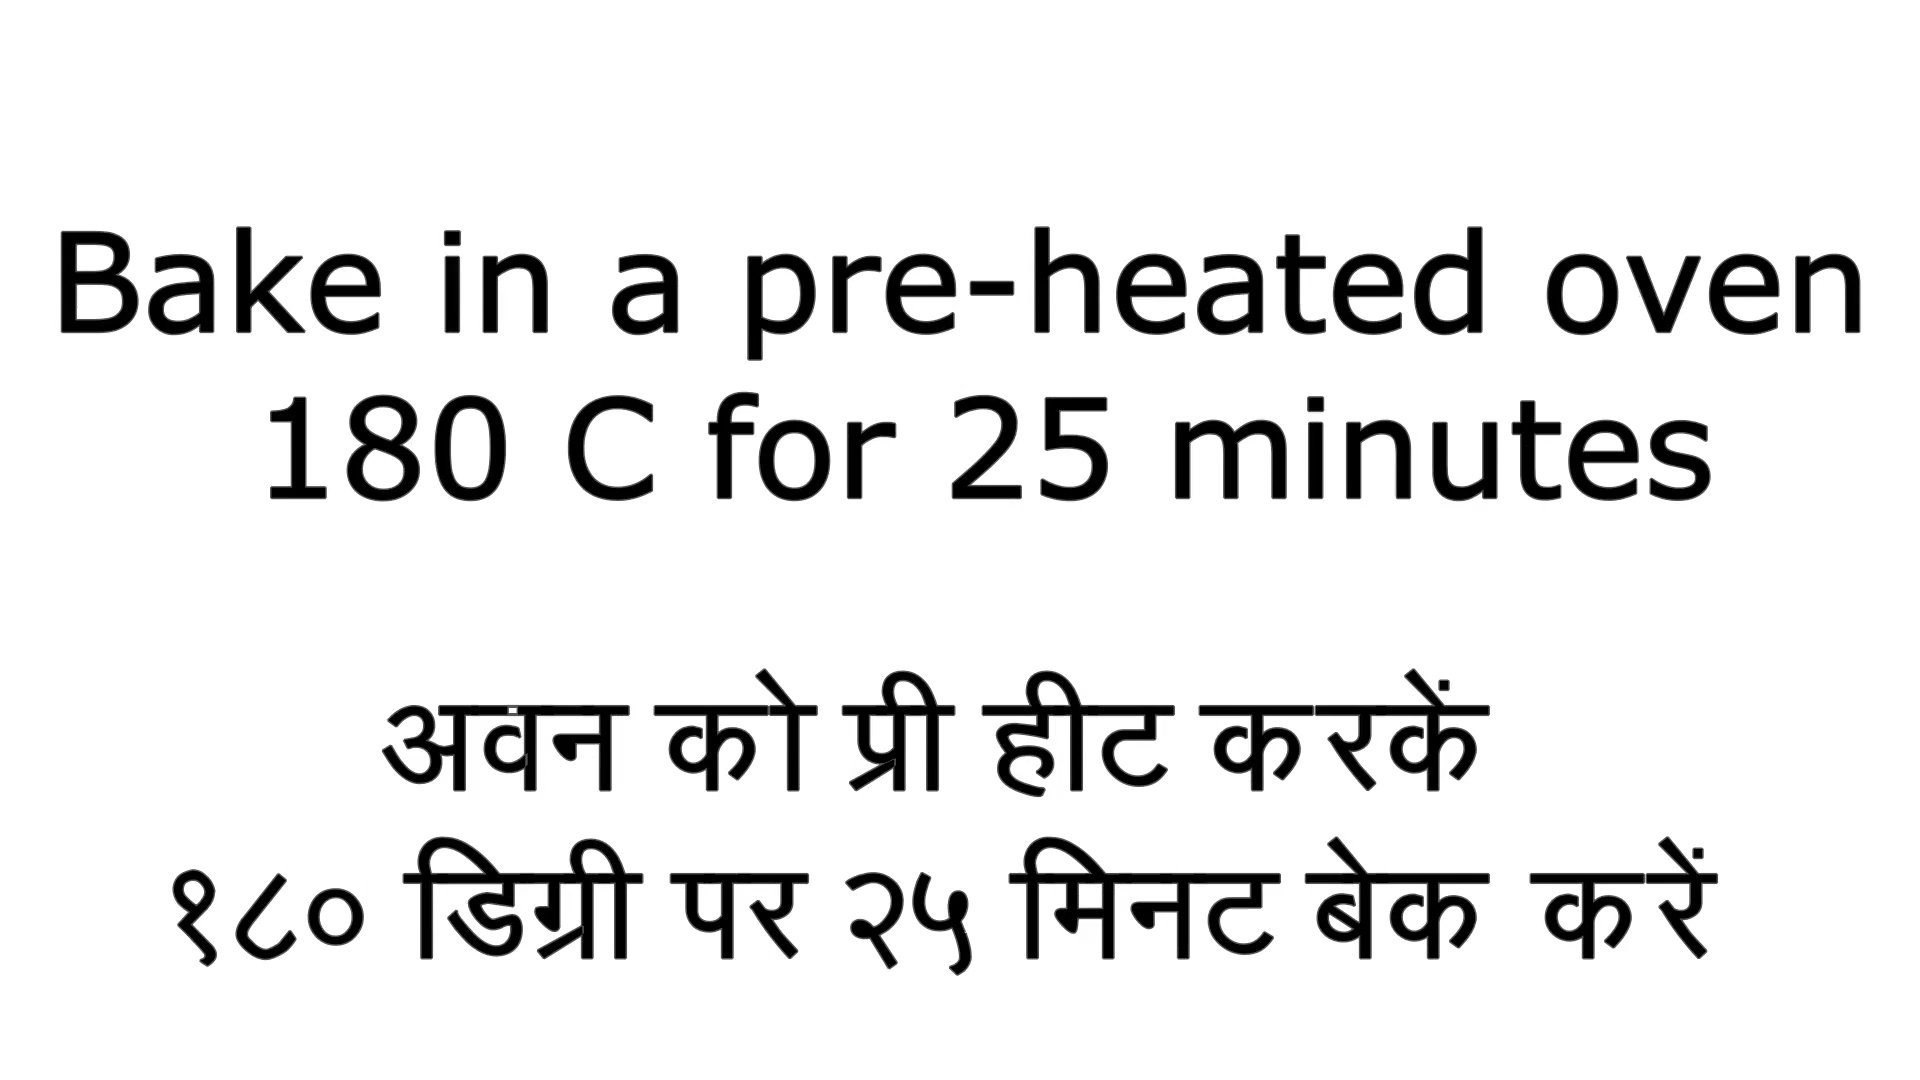 Bake in a pre-heated oven
180 C for 25 minutes
अवन को प्री हीट करकें
१८० डिग्री पर २५ मिनट बेक करें